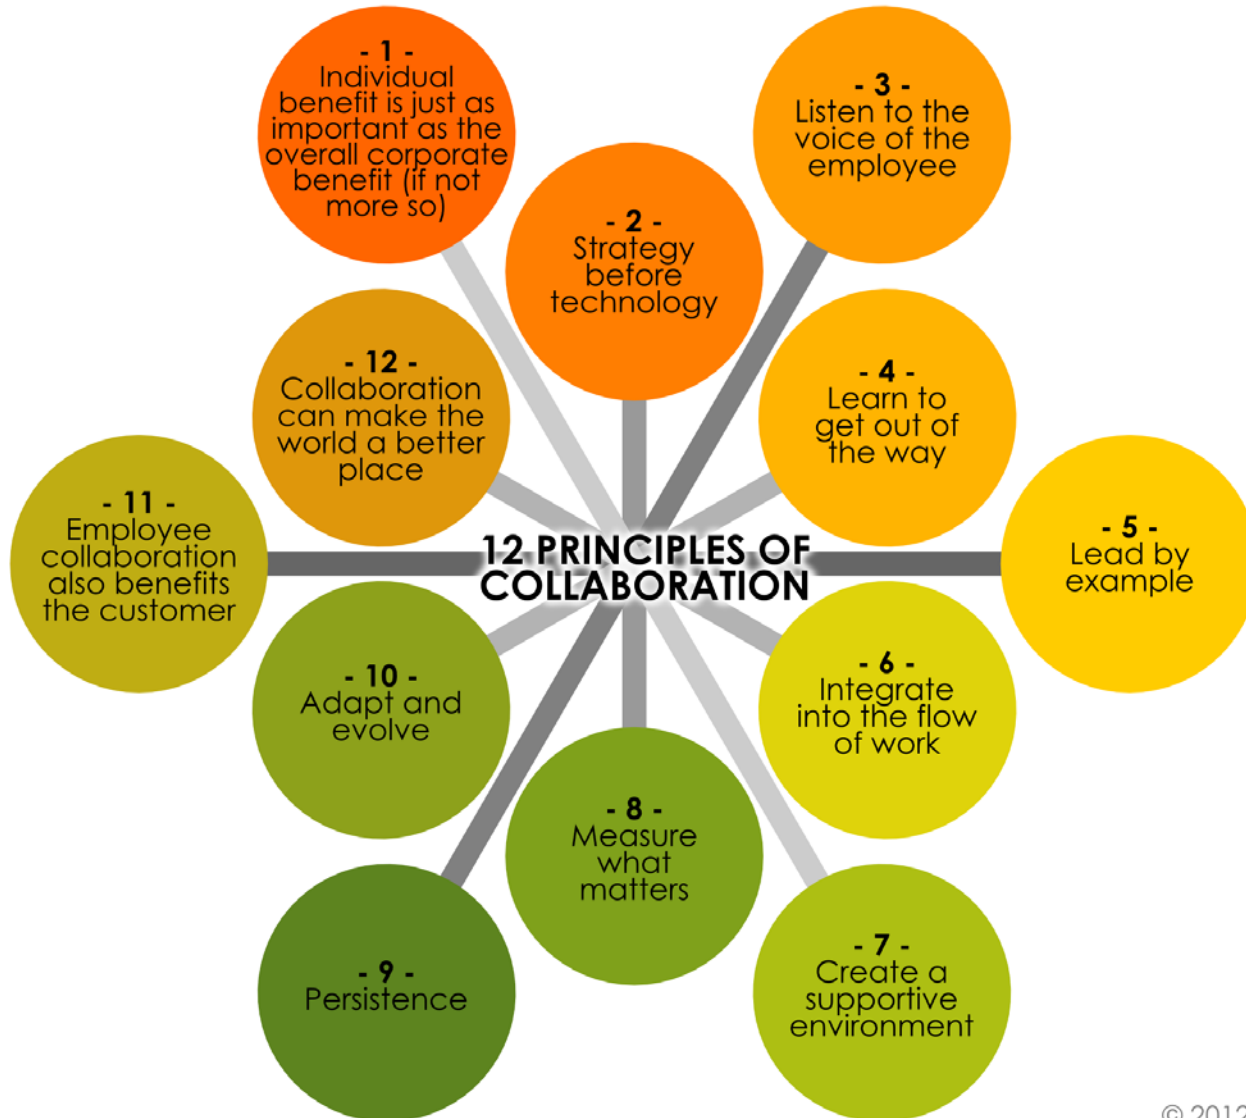 - 1 -
Individual
benefit is just as
important as the
overall corporate
benefit (if not
more so)
- 2 -
Strategy
before
technology
- 3 -
Listen to the
voice of the
employee
- 12 -
Collaboration
can make the
world a better
place
- 4 -
Learn to
get out of
the way
- 11 -
Employee
collaboration
also benefits
the customer
12 PRINCIPLES OF
COLLABORATION
- 5 -
Lead by
example
- 10 -
Adapt and
evolve
- 6 -
Integrate
into the flow
of work
- 8 -
Measure
what
matters
- 9 -
Persistence
- 7 -
Create a
supportive
environment